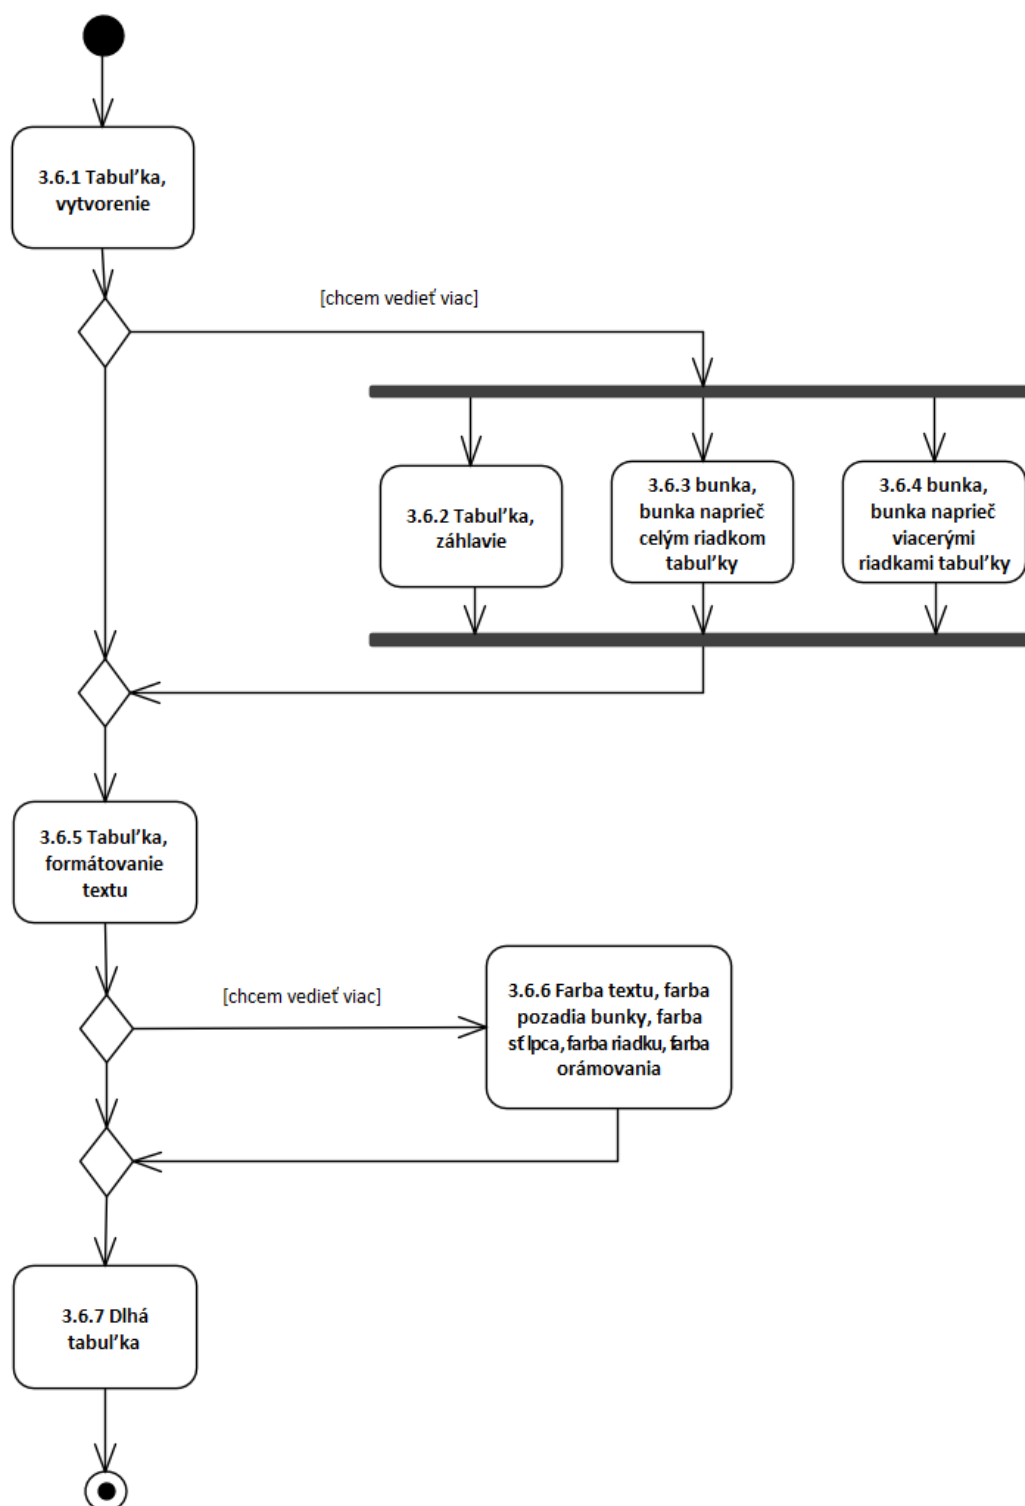 3.6.1 Tabuľka,
vytvorenie
[chcem vedieť viac]
3.6.2 Tabuľka,
záhlavie
3.6.3 bunka,
bunka naprieč
celým riadkom
tabuľky
3.6.4 bunka,
bunka naprieč
viacerými
riadkami tabuľky
3.6.5 Tabuľka,
formátovanie
textu
[chcem vedieť viac]
3.6.6 Farba textu, farba
pozadia bunky, farba
sťlpca, farba riadku, farba
orámovania
3.6.7 Dlhá
tabuľka